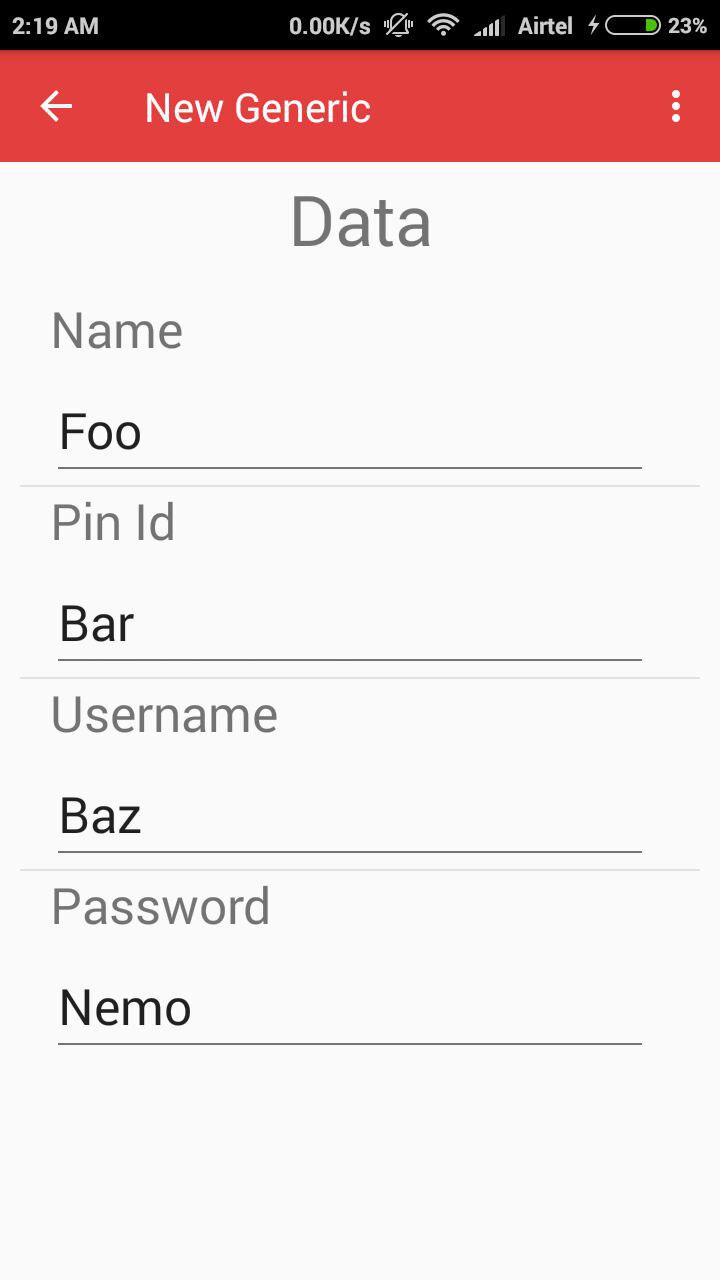 2:19 AM 0.00K/s Airtel 23%
New Generic
Data
Name
Foo
Pin Id
Bar
Username
Baz
Password
Nemo